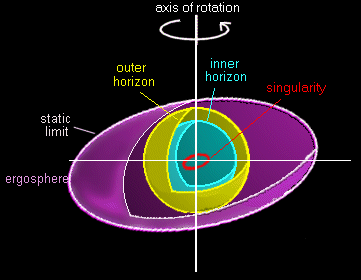 axis of rotation
outer
horizon
inner
horizon
singularity
static
limit
ergosphere